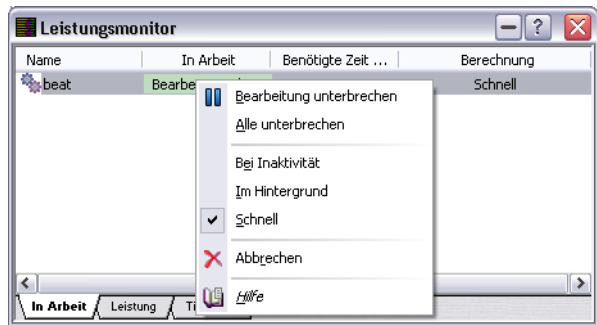 Leistungsmonitor
Name In Arbeit Benötigte Zeit ... Berechnung
beat Schnell
Bearbeitung unterbrechen
Alle unterbrechen
Bei Inaktivität
Im Hintergrund
Schnell
Abbrechen
Hilfe
In Arbeit Leistung